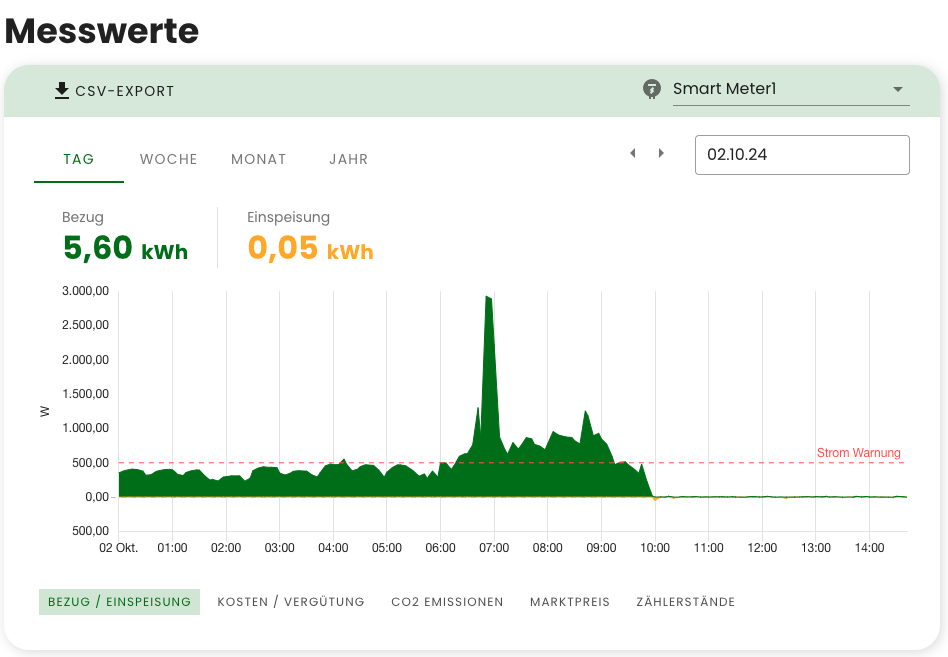 Messwerte
CSV-EXPORT
Smart Meter1
TAG WOCHE MONAT JAHR
02.10.24
Bezug Einspeisung
5,60 kWh 0,05 kWh
3.000,00
2.500,00
2.000,00
1.500,00
W
1.000,00
Strom Warnung
500,00
0,00
500,00
02 Okt. 01:00 02:00 03:00 04:00 05:00 06:00 07:00 08:00 09:00 10:00 11:00 12:00 13:00 14:00
BEZUG / EINSPEISUNG KOSTEN / VERGÜTUNG CO2 EMISSIONEN MARKTPREIS ZÄHLERSTÄNDE